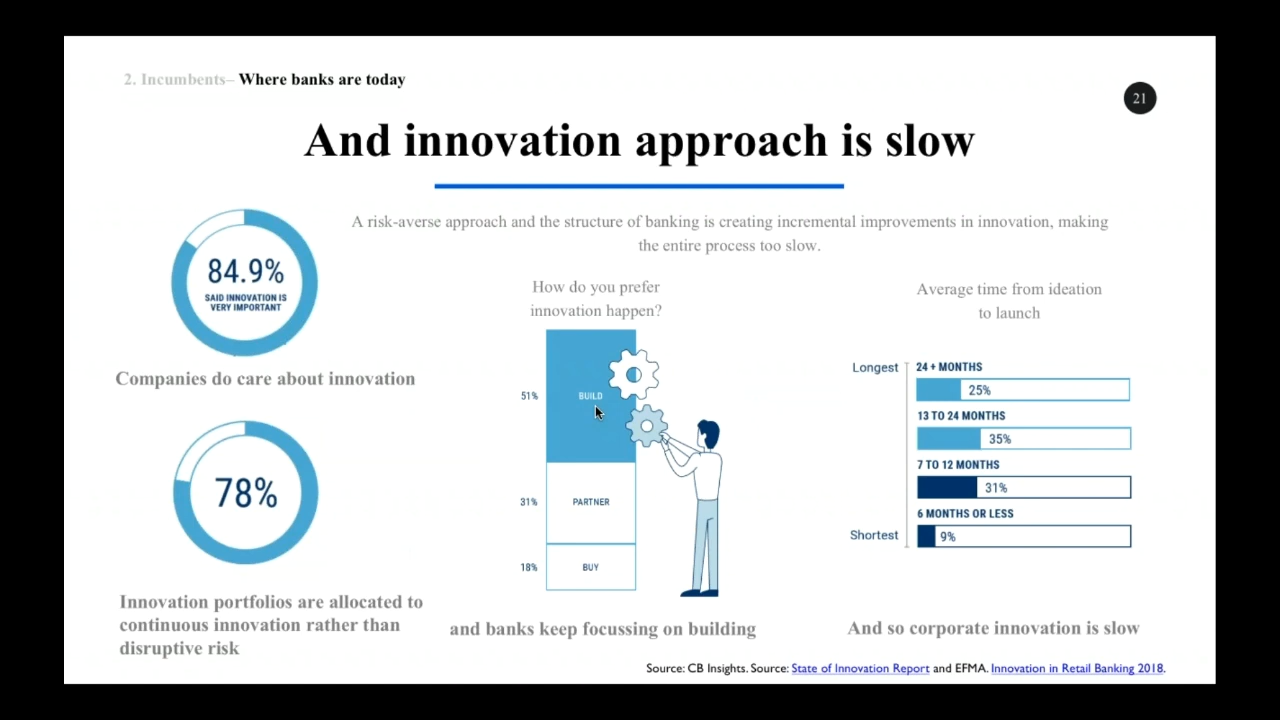 2. Incumbents– Where banks are today
21
And innovation approach is slow
A risk-averse approach and the structure of banking is creating incremental improvements in innovation, making
the entire process too slow.
84.9%
SAID INNOVATION IS
VERY IMPORTANT
Companies do care about innovation
78%
Innovation portfolios are allocated to
continuous innovation rather than
disruptive risk
How do you prefer
innovation happen?
51%
BUILD
31%
PARTNER
18%
BUY
and banks keep focussing on building
Average time from ideation
to launch
Longest
24 + MONTHS
25%
13 TO 24 MONTHS
35%
7 TO 12 MONTHS
31%
6 MONTHS OR LESS
Shortest
9%
And so corporate innovation is slow
Source: CB Insights. Source: State of Innovation Report and EFMA. Innovation in Retail Banking 2018.